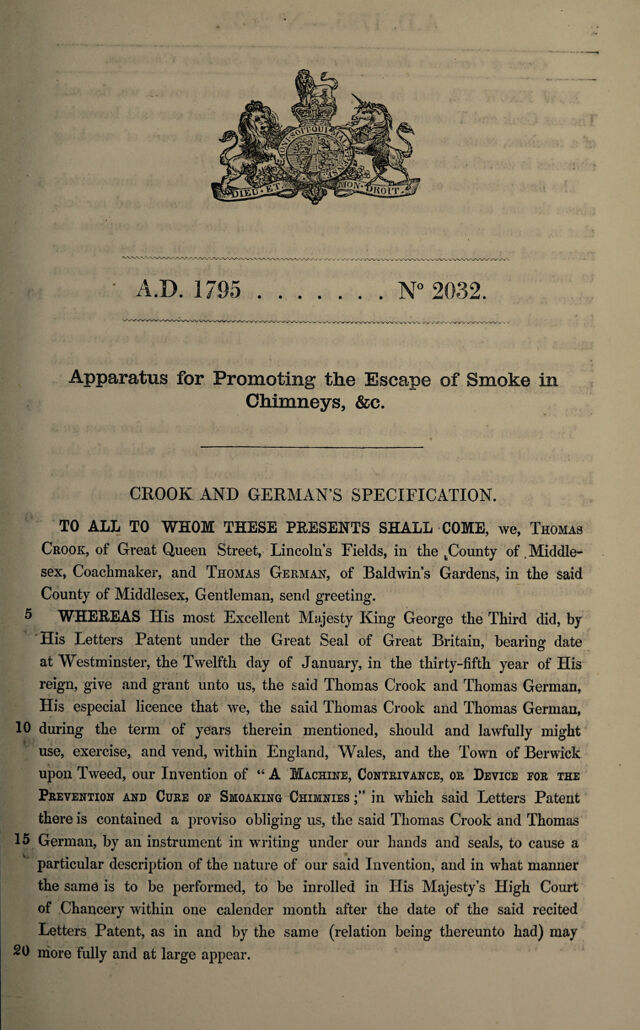 DIEU · ET MON · DROIT
A.D. 1795 . . . . . . . Nº 2032.
Apparatus for Promoting the Escape of Smoke in
Chimneys, &c.
CROOK AND GERMAN'S SPECIFICATION.
TO ALL TO WHOM THESE PRESENTS SHALL COME, we, THOMAS
CROOK, of Great Queen Street, Lincoln's Fields, in the County of Middle-
sex, Coachmaker, and THOMAS GERMAN, of Baldwin's Gardens, in the said
County of Middlesex, Gentleman, send greeting.
5 WHEREAS His most Excellent Majesty King George the Third did, by
His Letters Patent under the Great Seal of Great Britain, bearing date
at Westminster, the Twelfth day of January, in the thirty-fifth year of His
reign, give and grant unto us, the said Thomas Crook and Thomas German,
His especial licence that we, the said Thomas Crook and Thomas German,
10 during the term of years therein mentioned, should and lawfully might
use, exercise, and vend, within England, Wales, and the Town of Berwick
upon Tweed, our Invention of " A MACHINE, CONTRIVANCE, OR DEVICE FOR THE
PREVENTION AND CURE OF SMOAKING CHIMNIES ;" in which said Letters Patent
there is contained a proviso obliging us, the said Thomas Crook and Thomas
15 German, by an instrument in writing under our hands and seals, to cause a
particular description of the nature of our said Invention, and in what manner
the same is to be performed, to be inrolled in His Majesty's High Court
of Chancery within one calender month after the date of the said recited
Letters Patent, as in and by the same (relation being thereunto had) may
20 more fully and at large appear.